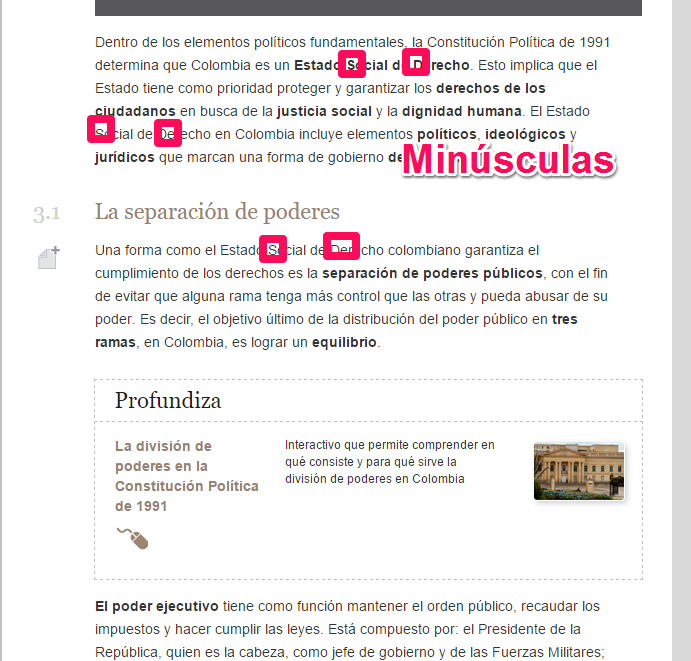 Dentro de los elementos políticos fundamentales, la Constitución Política de 1991
determina que Colombia es un Estado Social de Derecho. Esto implica que el
Estado tiene como prioridad proteger y garantizar los derechos de los
ciudadanos en busca de la justicia social y la dignidad humana. El Estado
Social de Derecho en Colombia incluye elementos políticos, ideológicos y
jurídicos que marcan una forma de gobierno
Minúsculas
3.1 La separación de poderes
Una forma como el Estado Social de Derecho colombiano garantiza el
cumplimiento de los derechos es la separación de poderes públicos, con el fin
de evitar que alguna rama tenga más control que las otras y pueda abusar de su
poder. Es decir, el objetivo último de la distribución del poder público en tres
ramas, en Colombia, es lograr un equilibrio.
Profundiza
La división de
poderes en la
Constitución Política
de 1991
Interactivo que permite comprender en
qué consiste y para qué sirve la
división de poderes en Colombia
El poder ejecutivo tiene como función mantener el orden público, recaudar los
impuestos y hacer cumplir las leyes. Está compuesto por: el Presidente de la
República, quien es la cabeza, como jefe de gobierno y de las Fuerzas Militares;